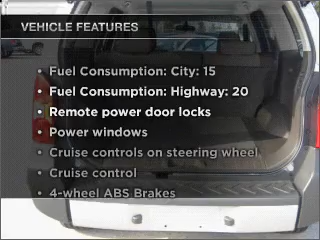 VEHICLE FEATURES
• Fuel Consumption: City: 15
• Fuel Consumption: Highway: 20
• Remote power door locks
• Power windows
• Cruise controls on steering wheel
• Cruise control
• 4-wheel ABS Brakes